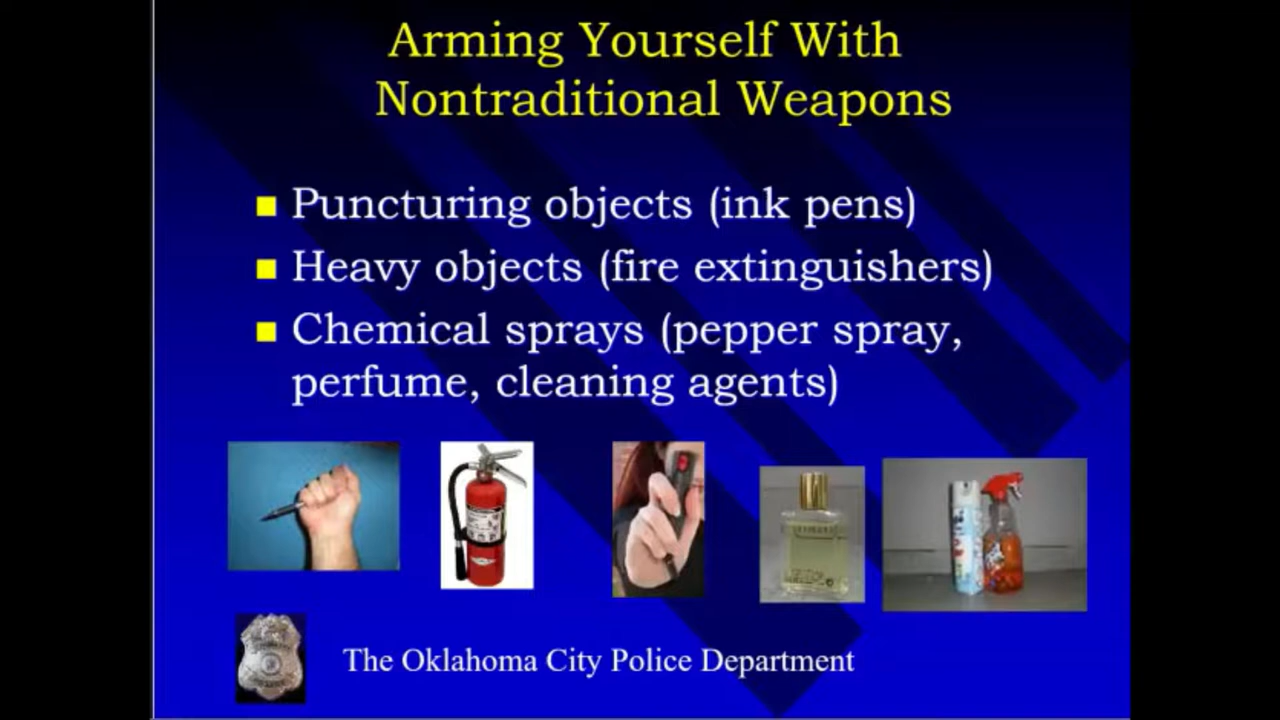 Arming Yourself With
Nontraditional Weapons
Puncturing objects (ink pens)
Heavy objects (fire extinguishers)
Chemical sprays (pepper spray,
perfume, cleaning agents)
The Oklahoma City Police Department